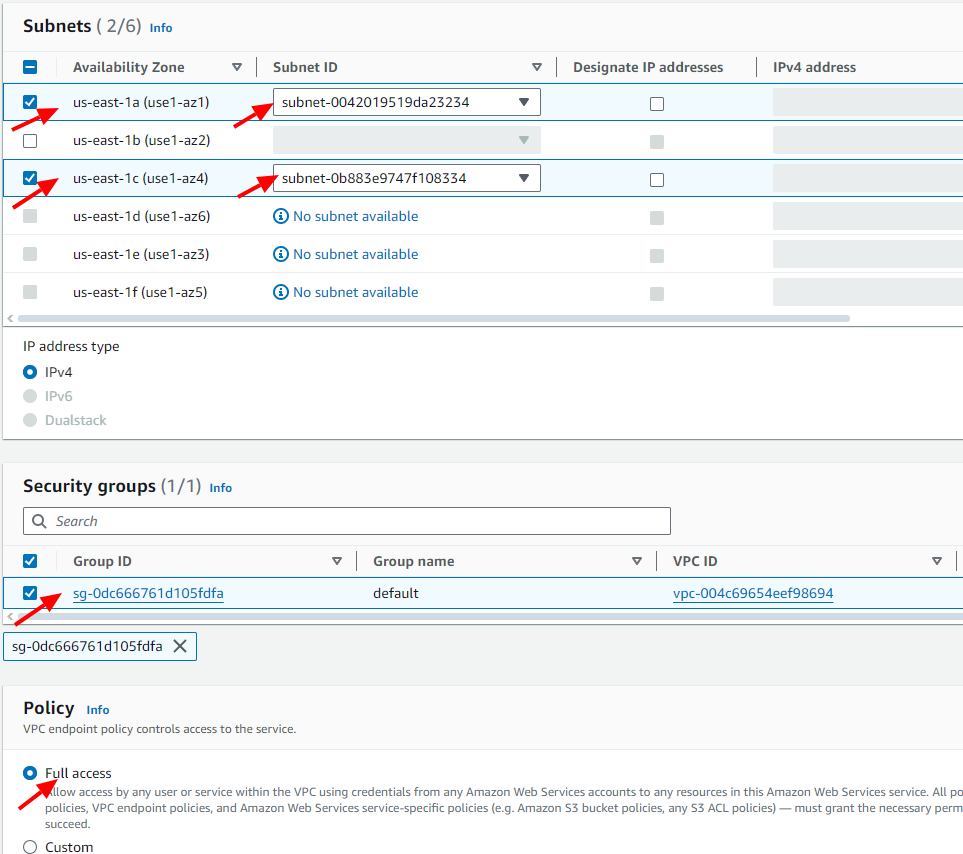 Subnets ( 2/6) Info
Availability Zone Subnet ID Designate IP addresses IPv4 address
us-east-1a (use1-az1) subnet-0042019519da23234
us-east-1b (use1-az2)
us-east-1c (use1-az4) subnet-0b883e9747f108334
us-east-1d (use1-az6) No subnet available
us-east-1e (use1-az3) No subnet available
us-east-1f (use1-az5) No subnet available
IP address type
IPv4
IPv6
Dualstack
Security groups (1/1) Info
Search
Group ID Group name VPC ID
sg-0dc666761d105fdfa default vpc-004c69654eef98694
sg-0dc666761d105fdfa
Policy Info
VPC endpoint policy controls access to the service.
Full access
Allow access by any user or service within the VPC using credentials from any Amazon Web Services accounts to any resources in this Amazon Web Services service. All po
policies, VPC endpoint policies, and Amazon Web Services service-specific policies (e.g. Amazon S3 bucket policies, any S3 ACL policies) — must grant the necessary perm
succeed.
Custom